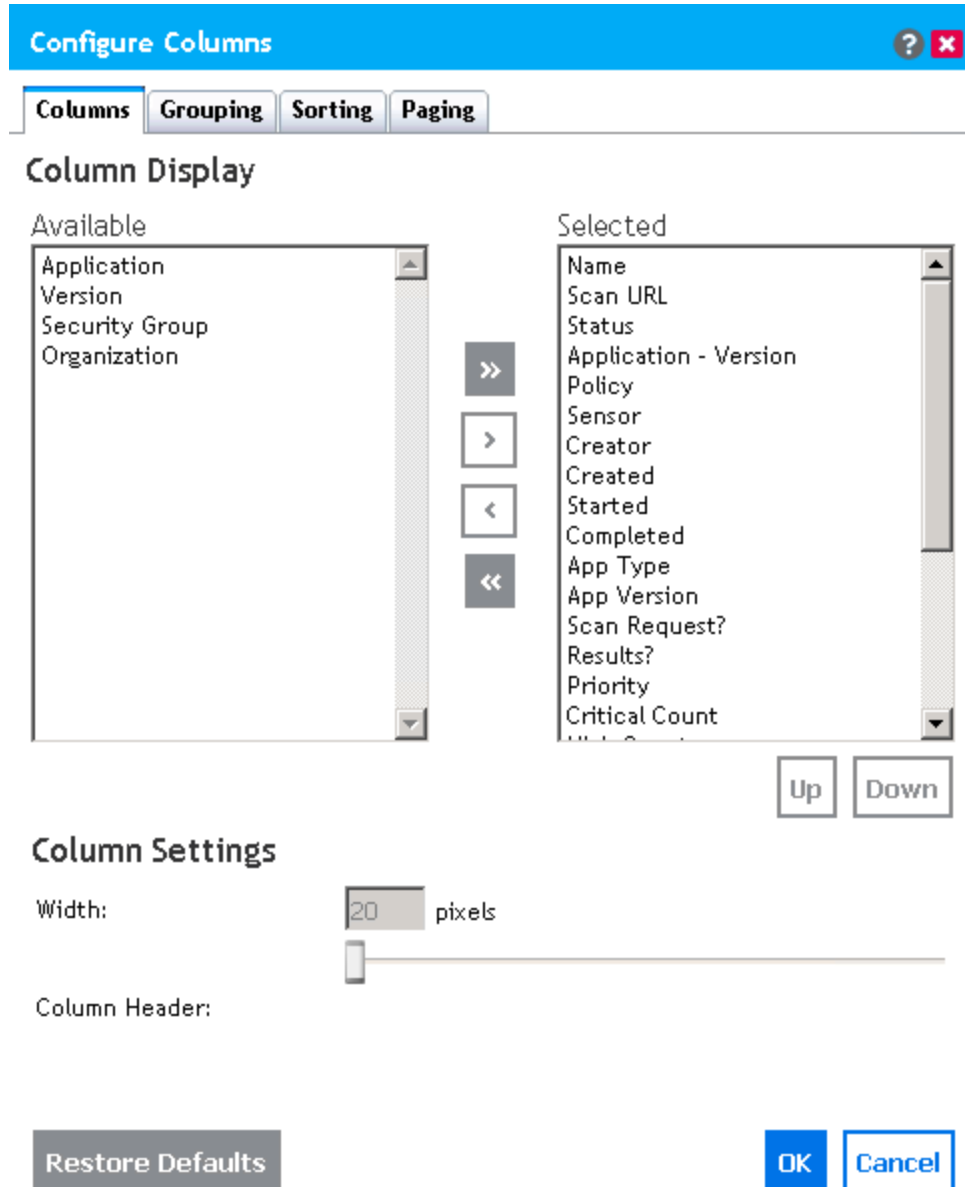 Configure Columns
Columns Grouping Sorting Paging
Column Display
Available
Application
Version
Security Group
Organization
Selected
Name
Scan URL
Status
Application - Version
Policy
Sensor
Creator
Created
Started
Completed
App Type
App Version
Scan Request?
Results?
Priority
Critical Count
Up Down
Column Settings
Width: 20 pixels
Column Header:
Restore Defaults OK Cancel